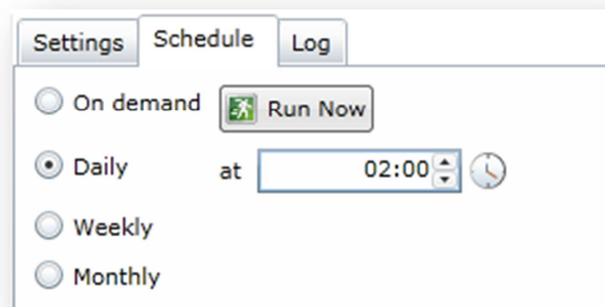 Settings Schedule Log
On demand Run Now
Daily at 02:00
Weekly
Monthly